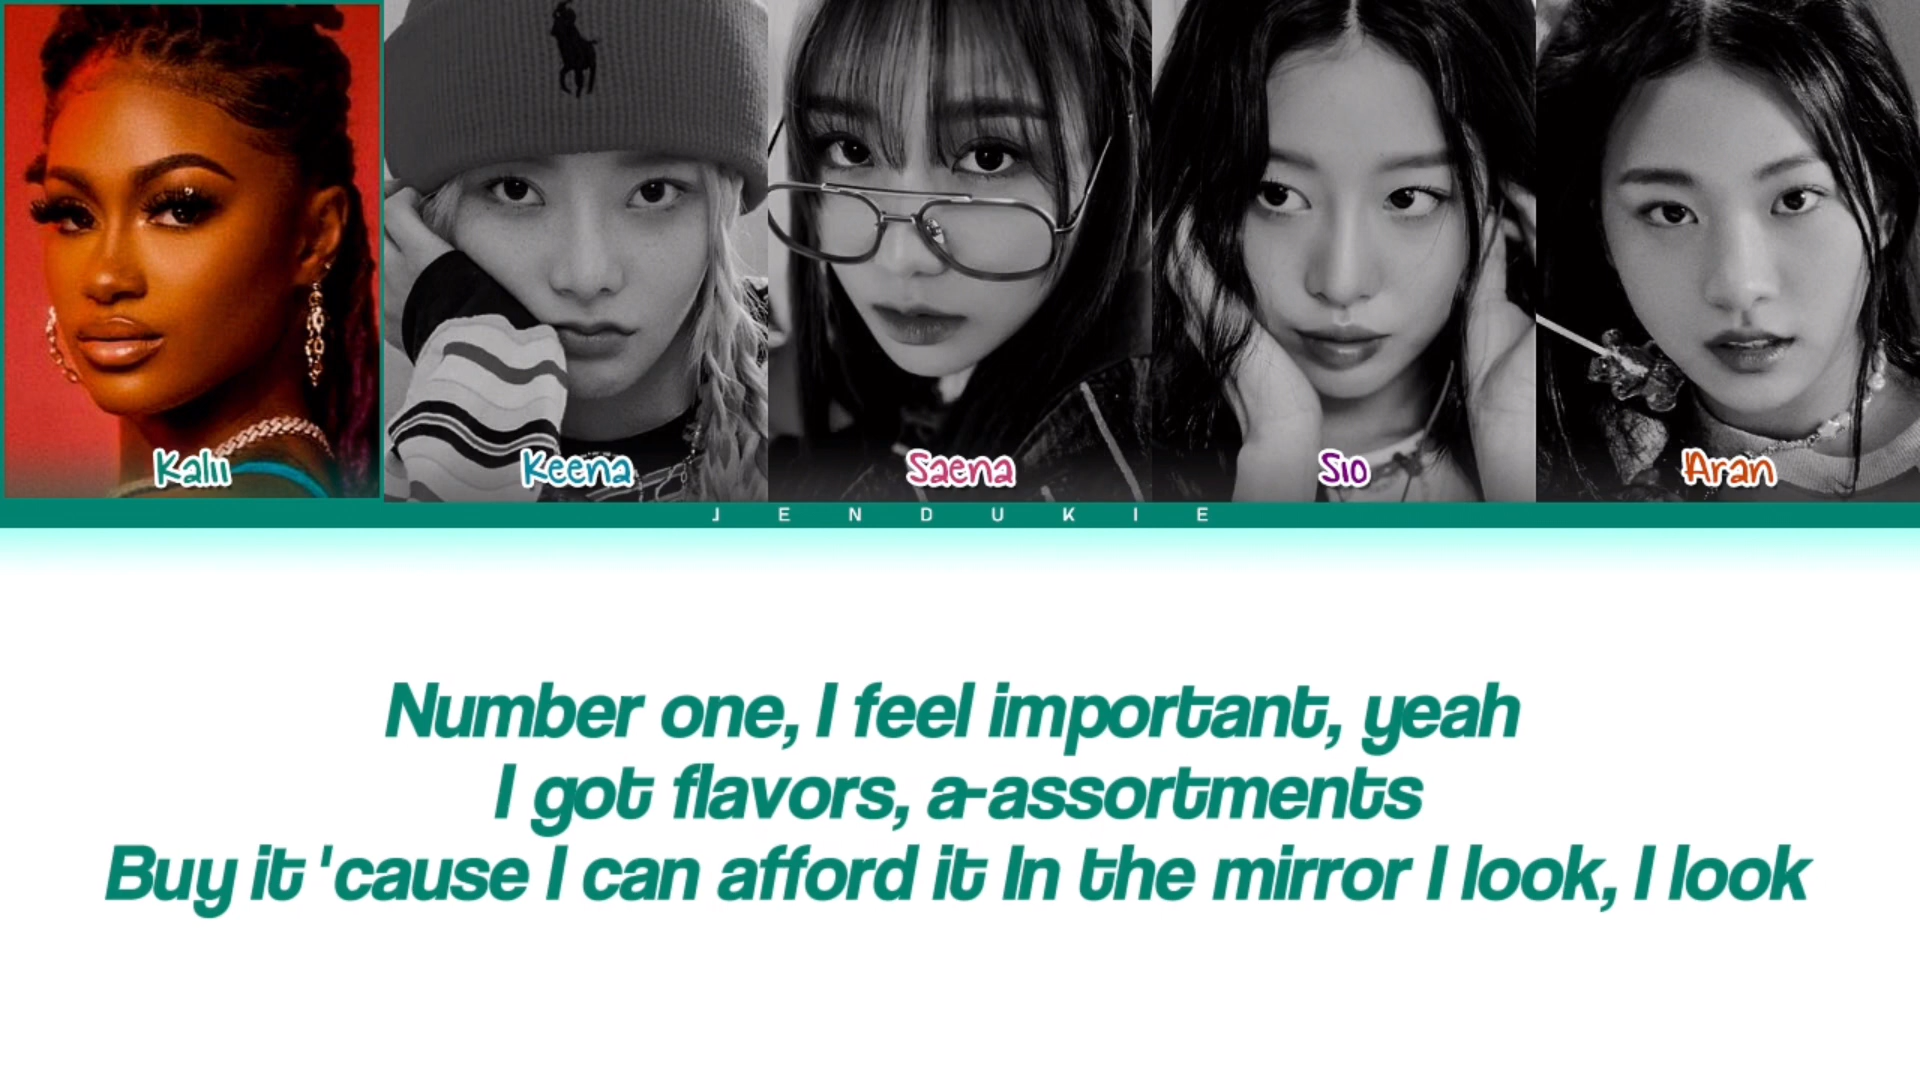 Kalii
Keena
Saena
Sio
Aran
JENDUKIE
Number one, I feel important, yeah
I got flavors, a-assortments
Buy it 'cause I can afford it In the mirror I look, I look